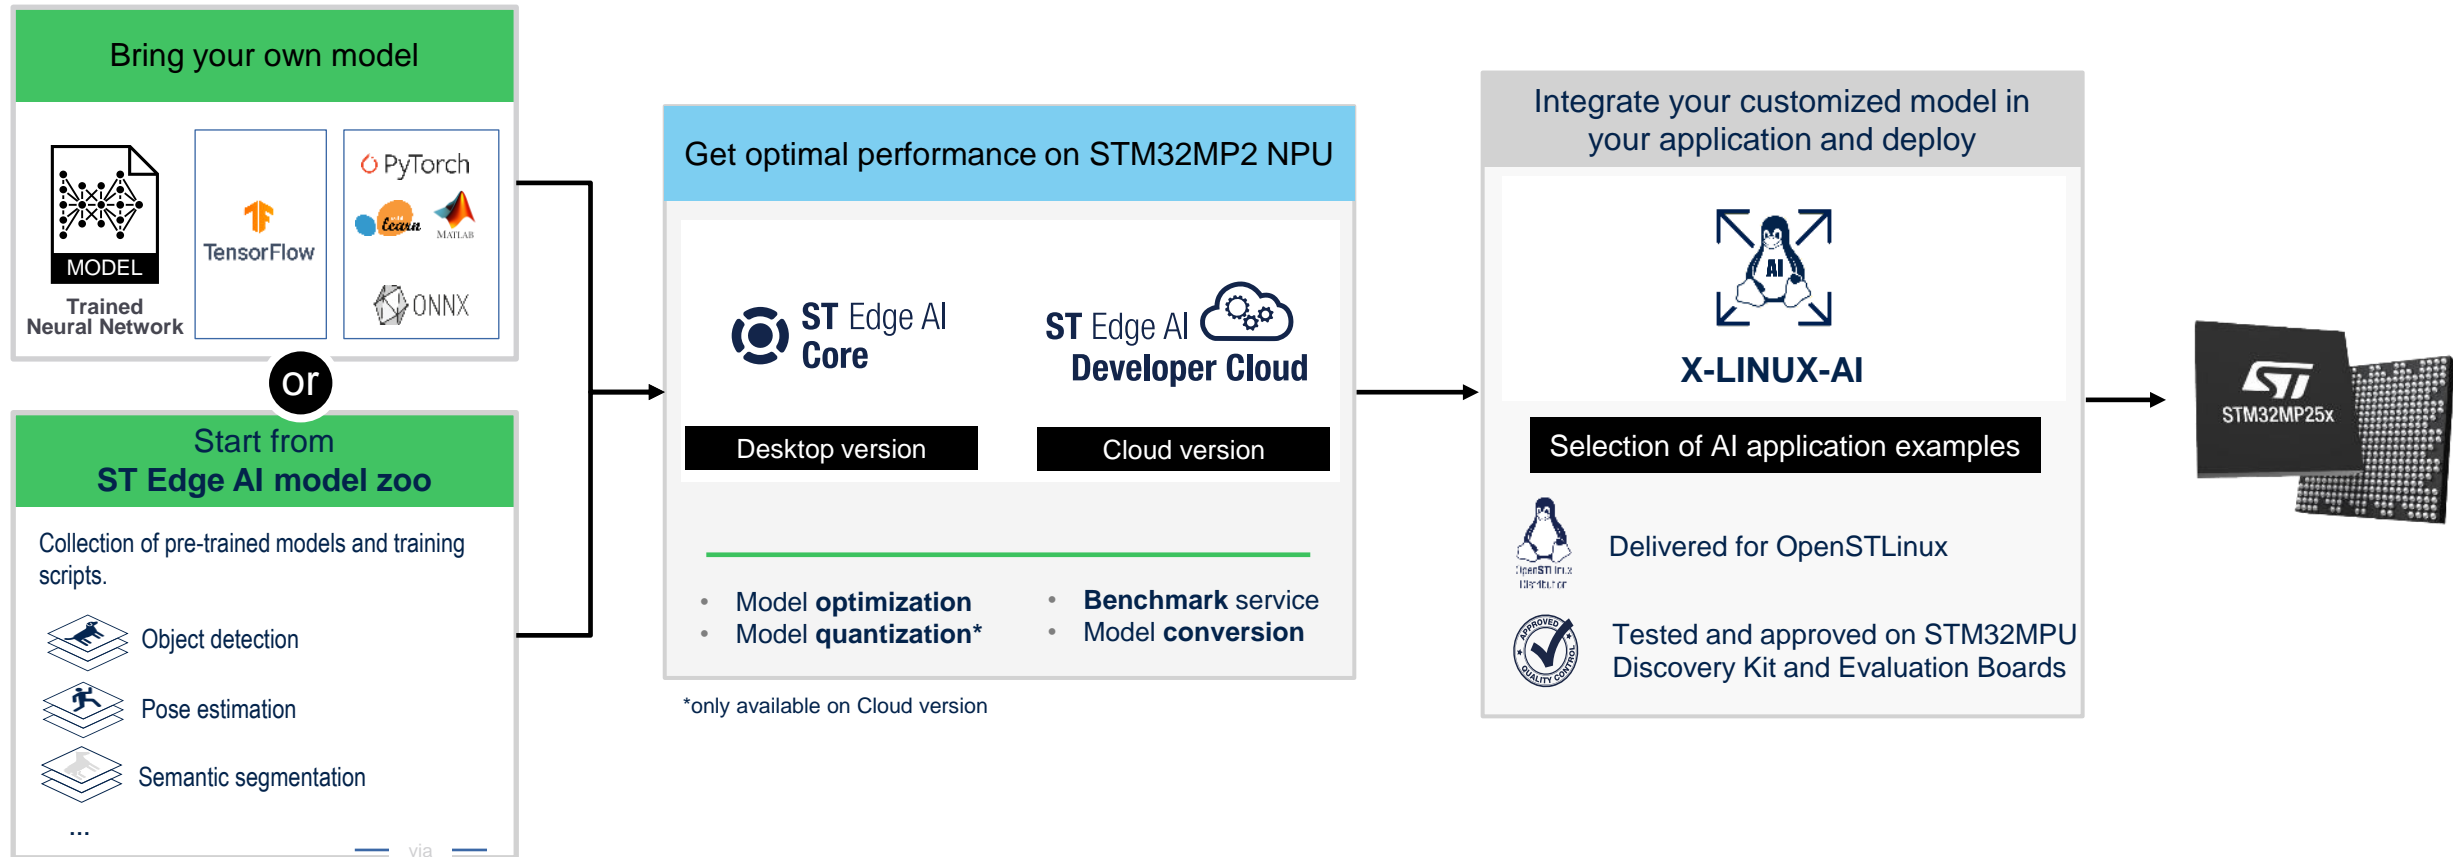 Bring your own model
MODEL
Trained
Neural Network
TensorFlow
PyTorch
learn
MATLAB
ONNX
or
Start from
ST Edge AI model zoo
Collection of pre-trained models and training
scripts.
Object detection
Pose estimation
Semantic segmentation
...
via
Get optimal performance on STM32MP2 NPU
ST Edge AI
Core
Desktop version
ST Edge AI
Developer Cloud
Cloud version
• Model optimization
• Model quantization*
• Benchmark service
• Model conversion
*only available on Cloud version
Integrate your customized model in
your application and deploy
AI
X-LINUX-AI
Selection of AI application examples
OpenSTLinux
Distribution
Delivered for OpenSTLinux
APPROVED
QUALITY CONTROL
Tested and approved on STM32MPU
Discovery Kit and Evaluation Boards
ST
STM32MP25x